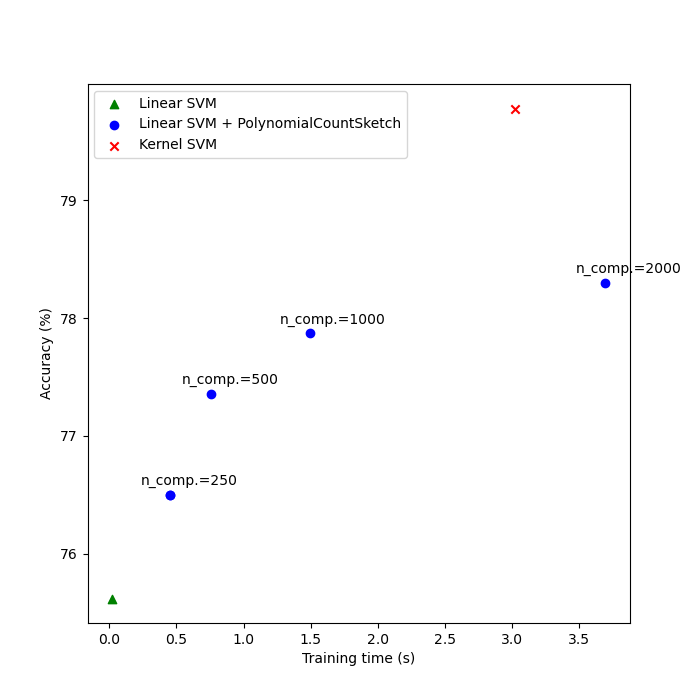 Linear SVM
Linear SVM + PolynomialCountSketch
Kernel SVM
79
n_comp.=2000
78
n_comp.=1000
Accuracy (%)
n_comp.=500
77
n_comp.=250
76
0.0 0.5 1.0 1.5 2.0 2.5 3.0 3.5
Training time (s)